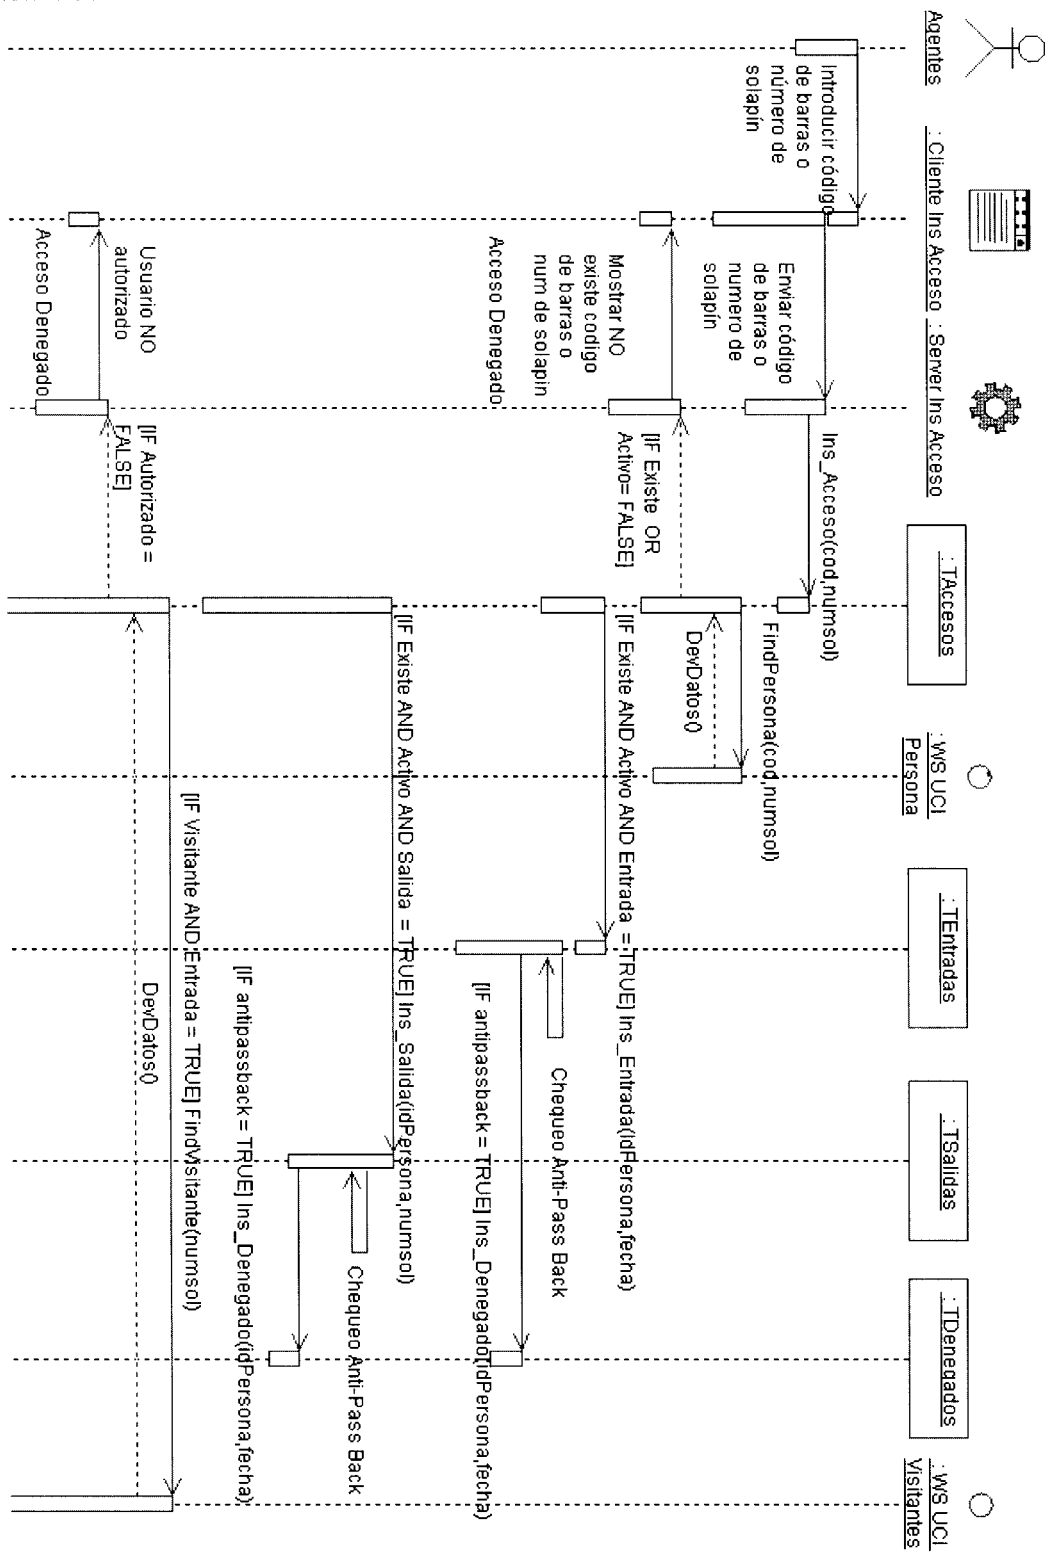 Agentes
: Cliente Ins Acceso
: Server Ins Acceso
: TAccesos
: WS UCI
Persona
: TEntradas
: TSalidas
: TDenegados
: WS UCI
Visitantes
Introducir código
de barras o
número de
solapín
Enviar código
de barras o
numero de
solapín
Ins_Acceso(cod,numsol)
FindPersona(cod,numsol)
DevDatos()
[IF Existe OR
Activo= FALSE]
Mostrar NO
existe codigo
de barras o
num de solapin
Acceso Denegado
[IF Existe AND Activo AND Entrada = TRUE] Ins_Entrada(idPersona,fecha)
Chequeo Anti-Pass Back
[IF antipassback= TRUE] Ins_Denegado(idPersona,fecha)
[IF Existe AND Activo AND Salida = TRUE] Ins_Salida(idPersona,numsol)
Chequeo Anti-Pass Back
[IF antipassback= TRUE] Ins_Denegado(idPersona,fecha)
[IF Visitante AND Entrada = TRUE] FindVisitante(numsol)
DevDatos()
[IF Autorizado =
FALSE]
Usuario NO
autorizado
Acceso Denegado